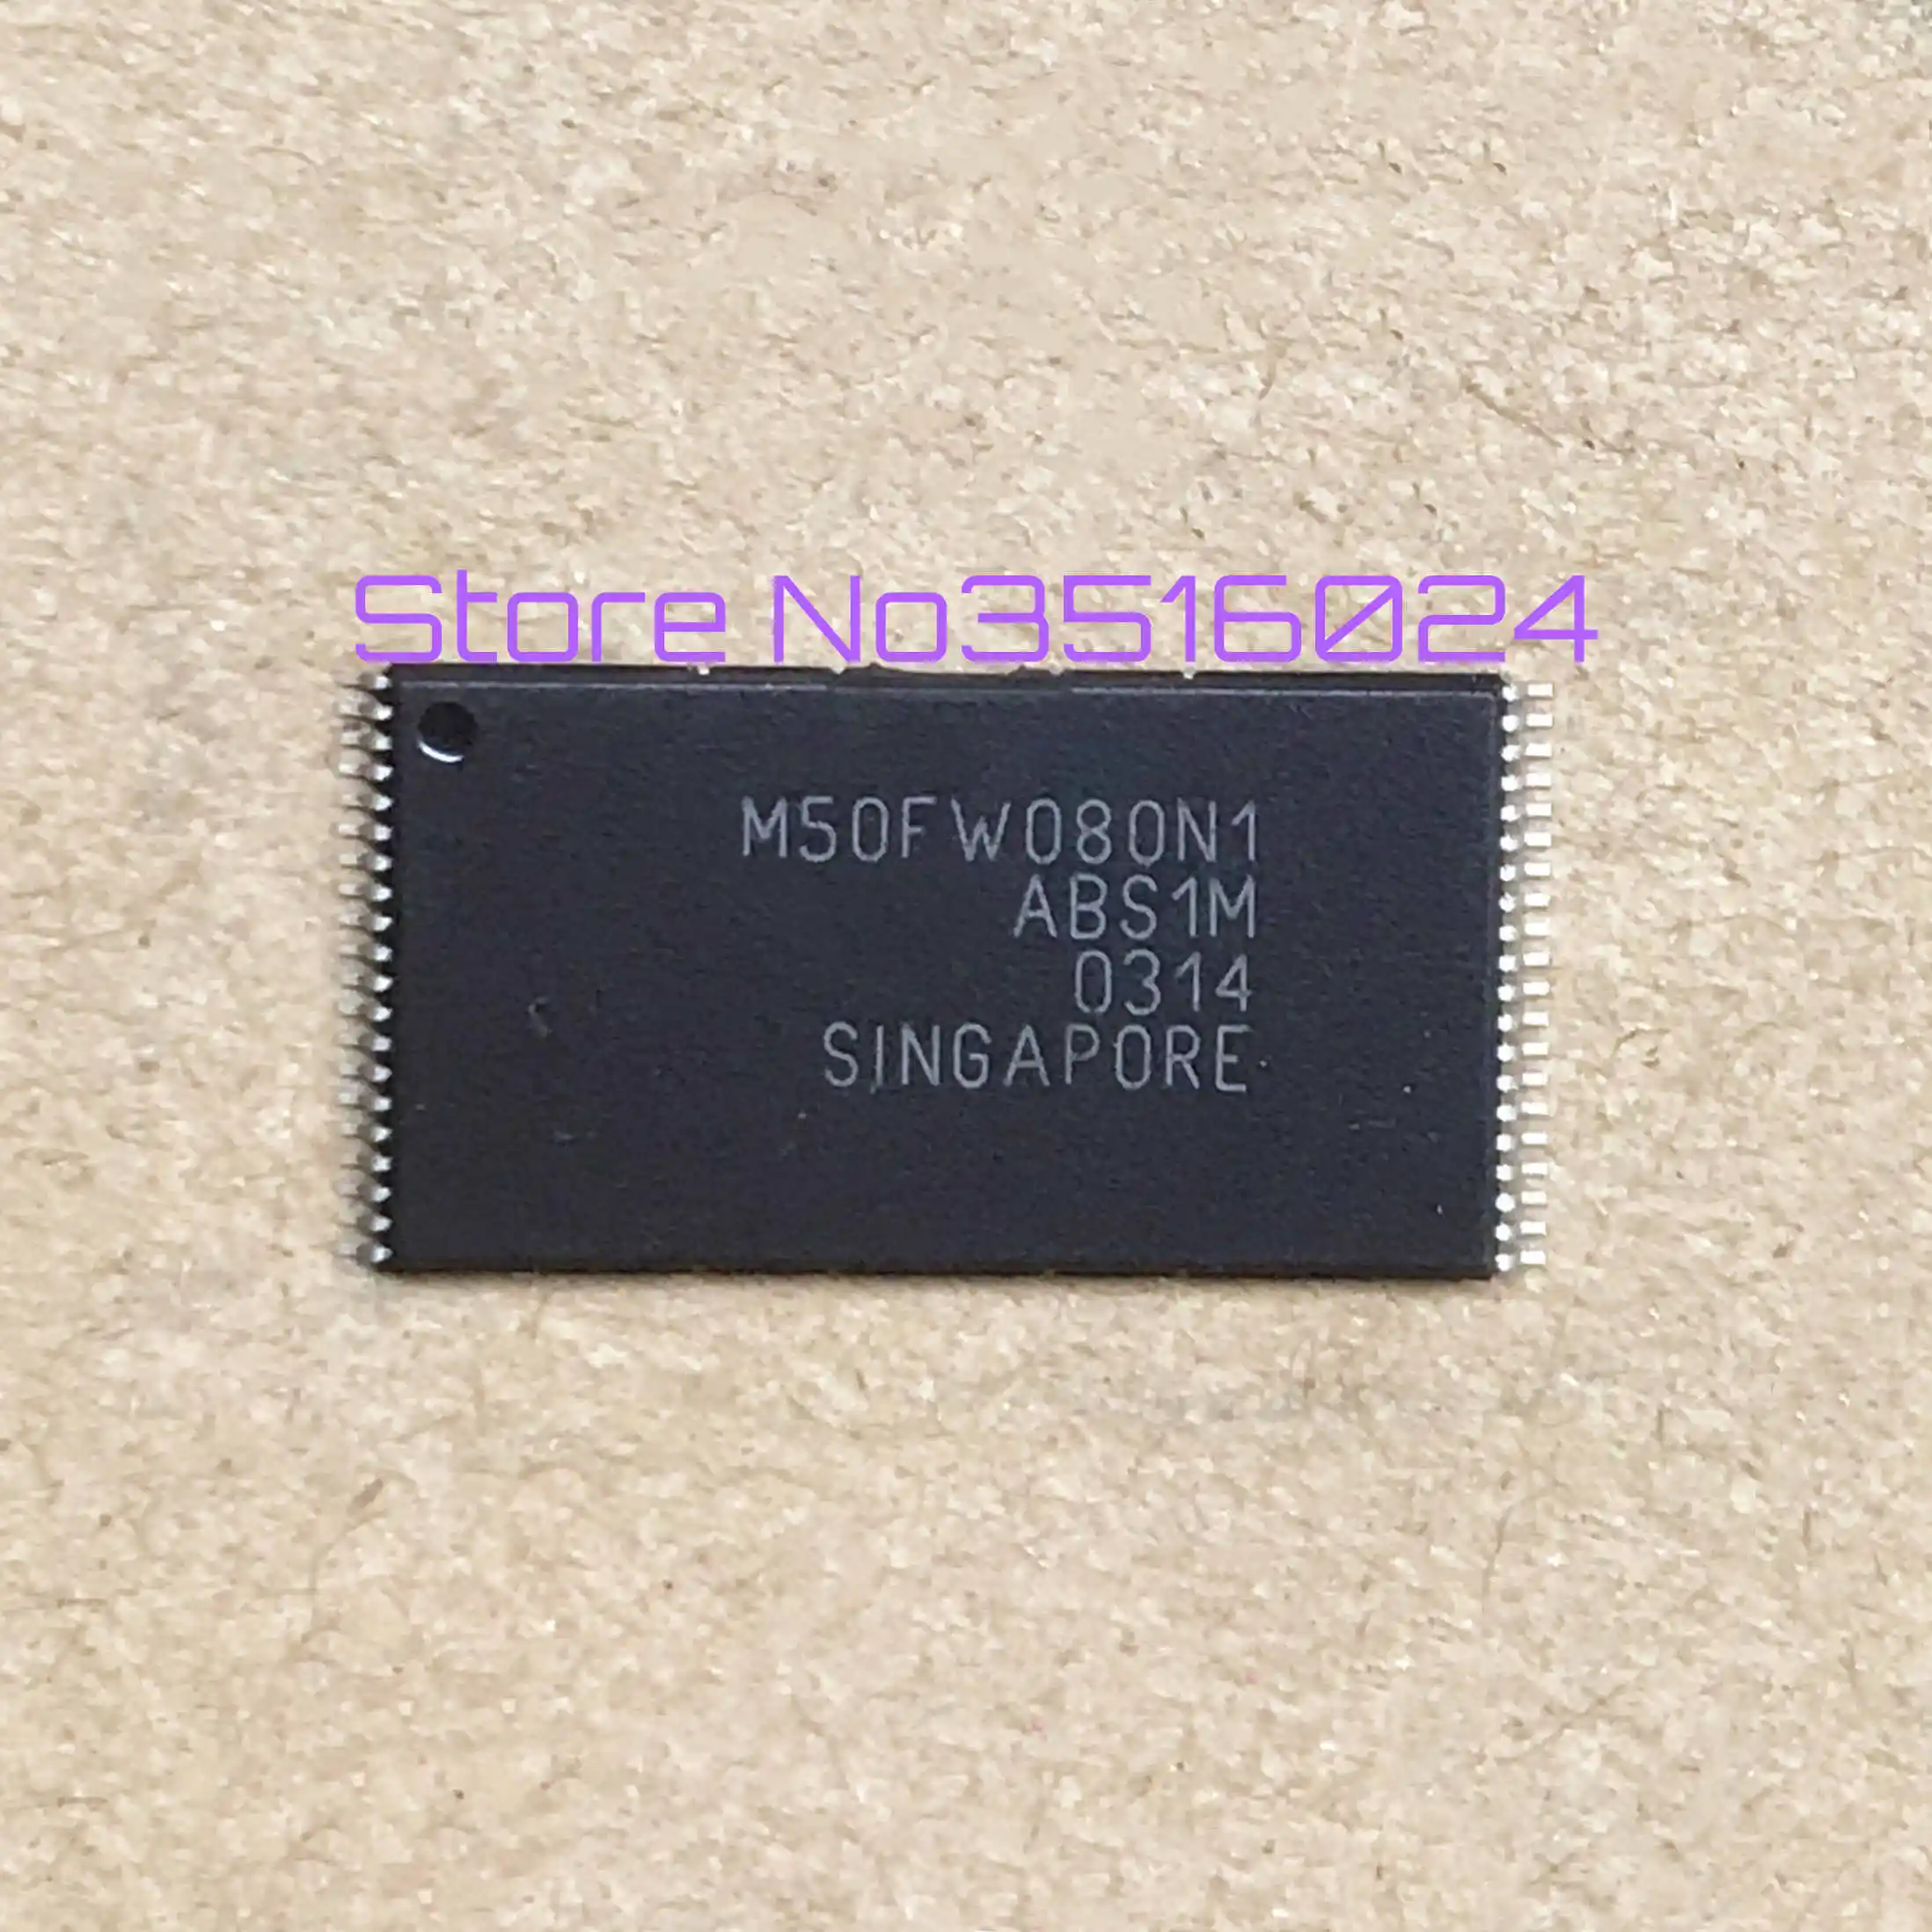 Store No3516024
M50FW080N1
ABS1M
0314
SINGAPORE